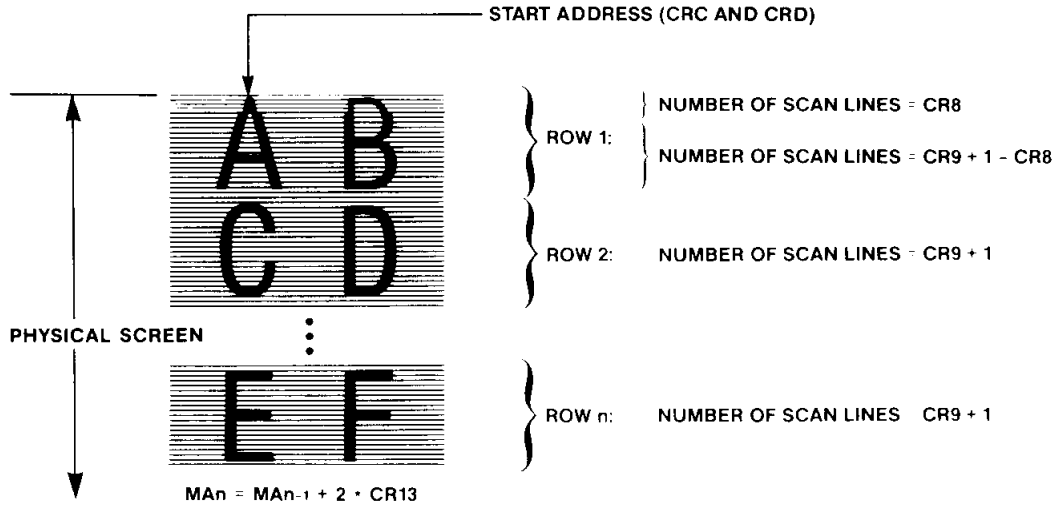 START ADDRESS (CRC AND CRD)
A B
ROW 1:
NUMBER OF SCAN LINES = CR8
NUMBER OF SCAN LINES = CR9 + 1 - CR8
C D
ROW 2: NUMBER OF SCAN LINES = CR9 + 1
PHYSICAL SCREEN
E F
ROW n: NUMBER OF SCAN LINES CR9 + 1
MAn = MAn-1 + 2 * CR13